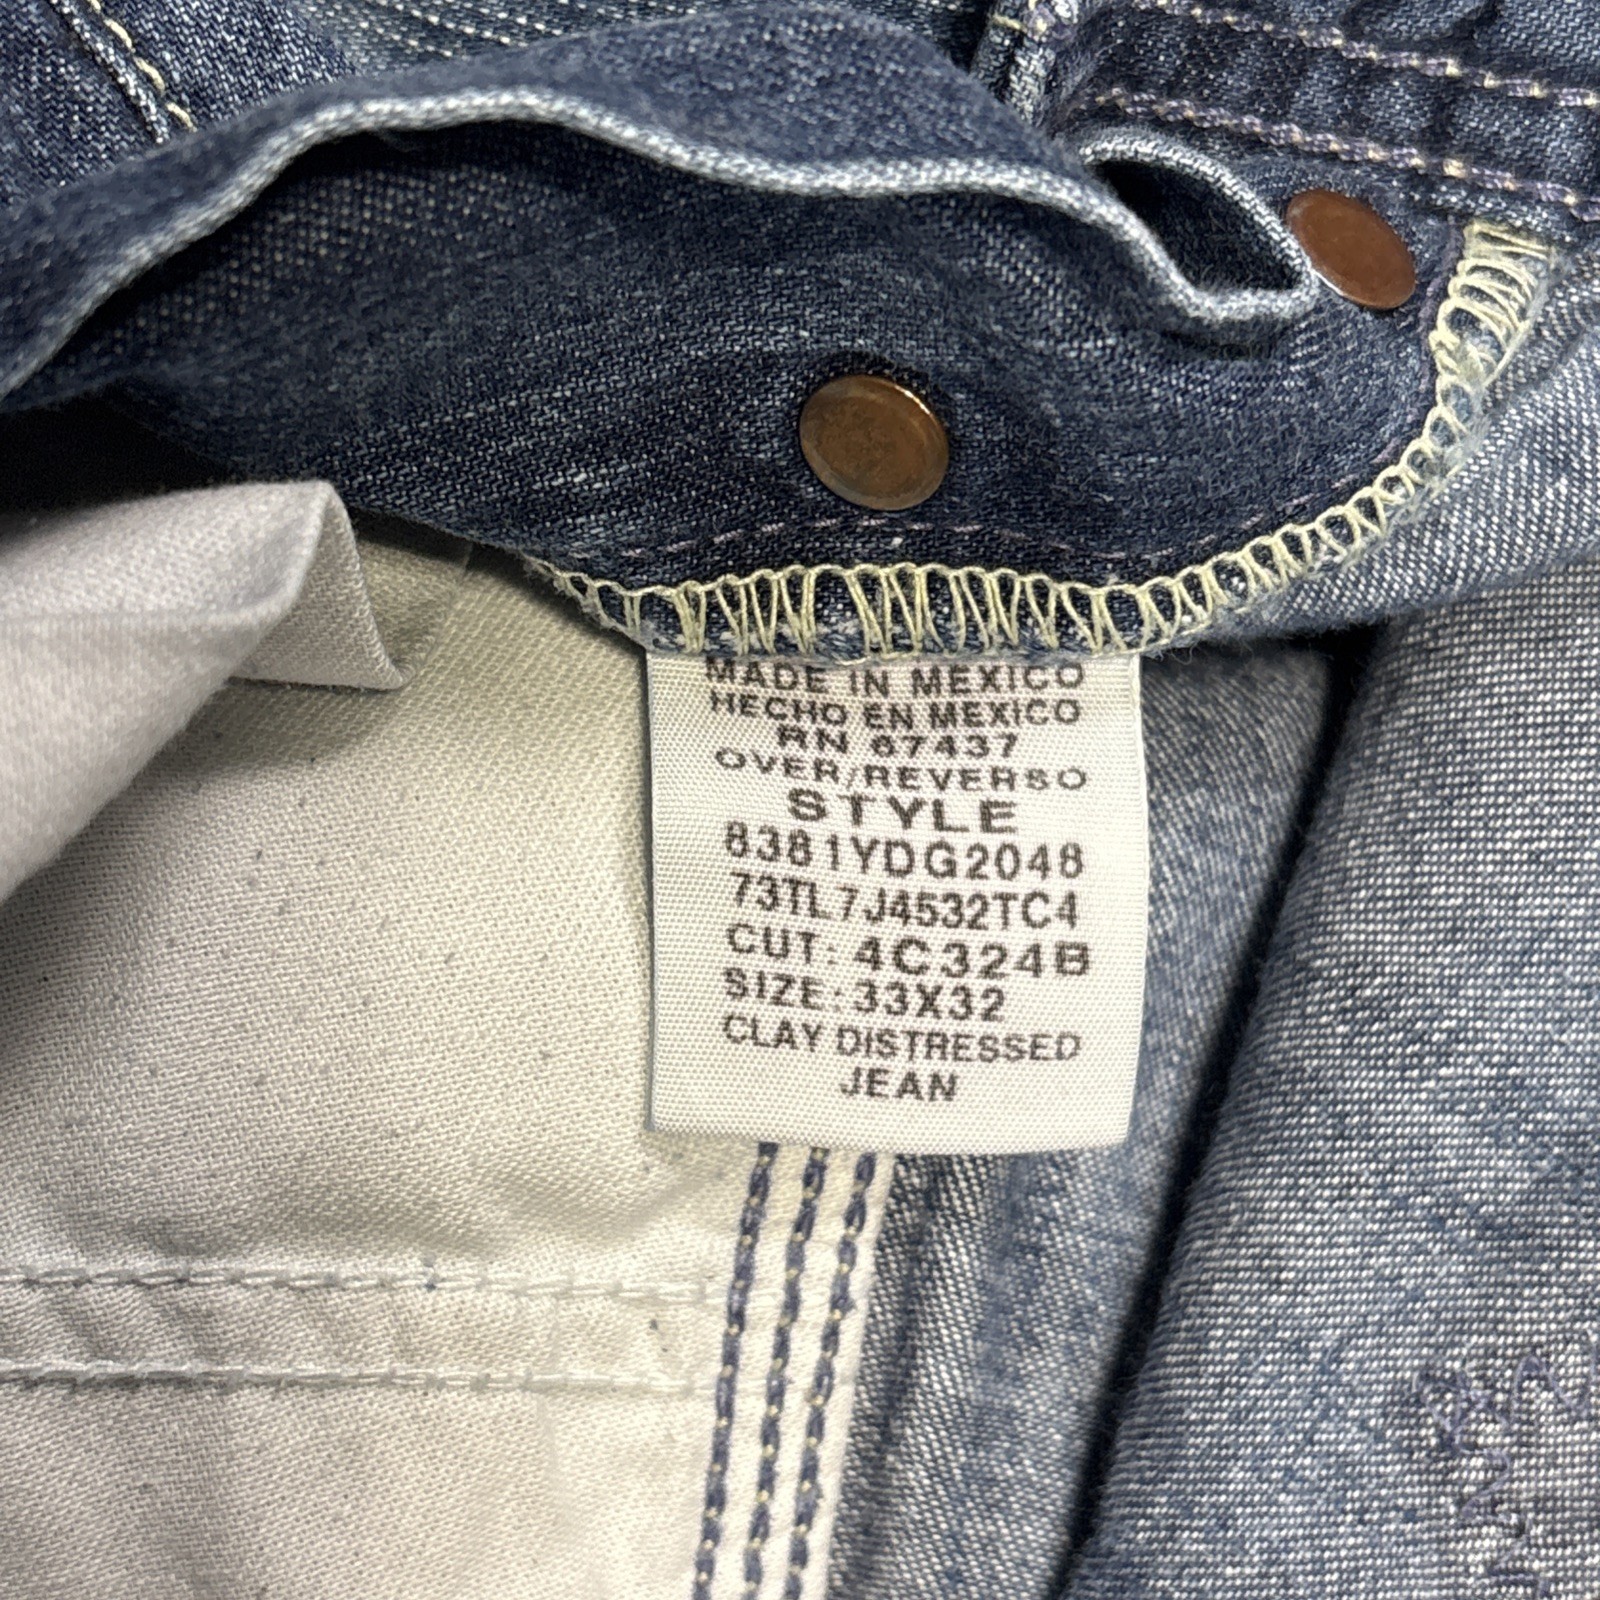 MADE IN MEXICO
HECHO EN MEXICO
RN 67437
OVER/REVERSO
STYLE
8381YDG2048
73TL7J4532TC4
CUT: 4C324B
SIZE:33X32
CLAY DISTRESSED
JEAN